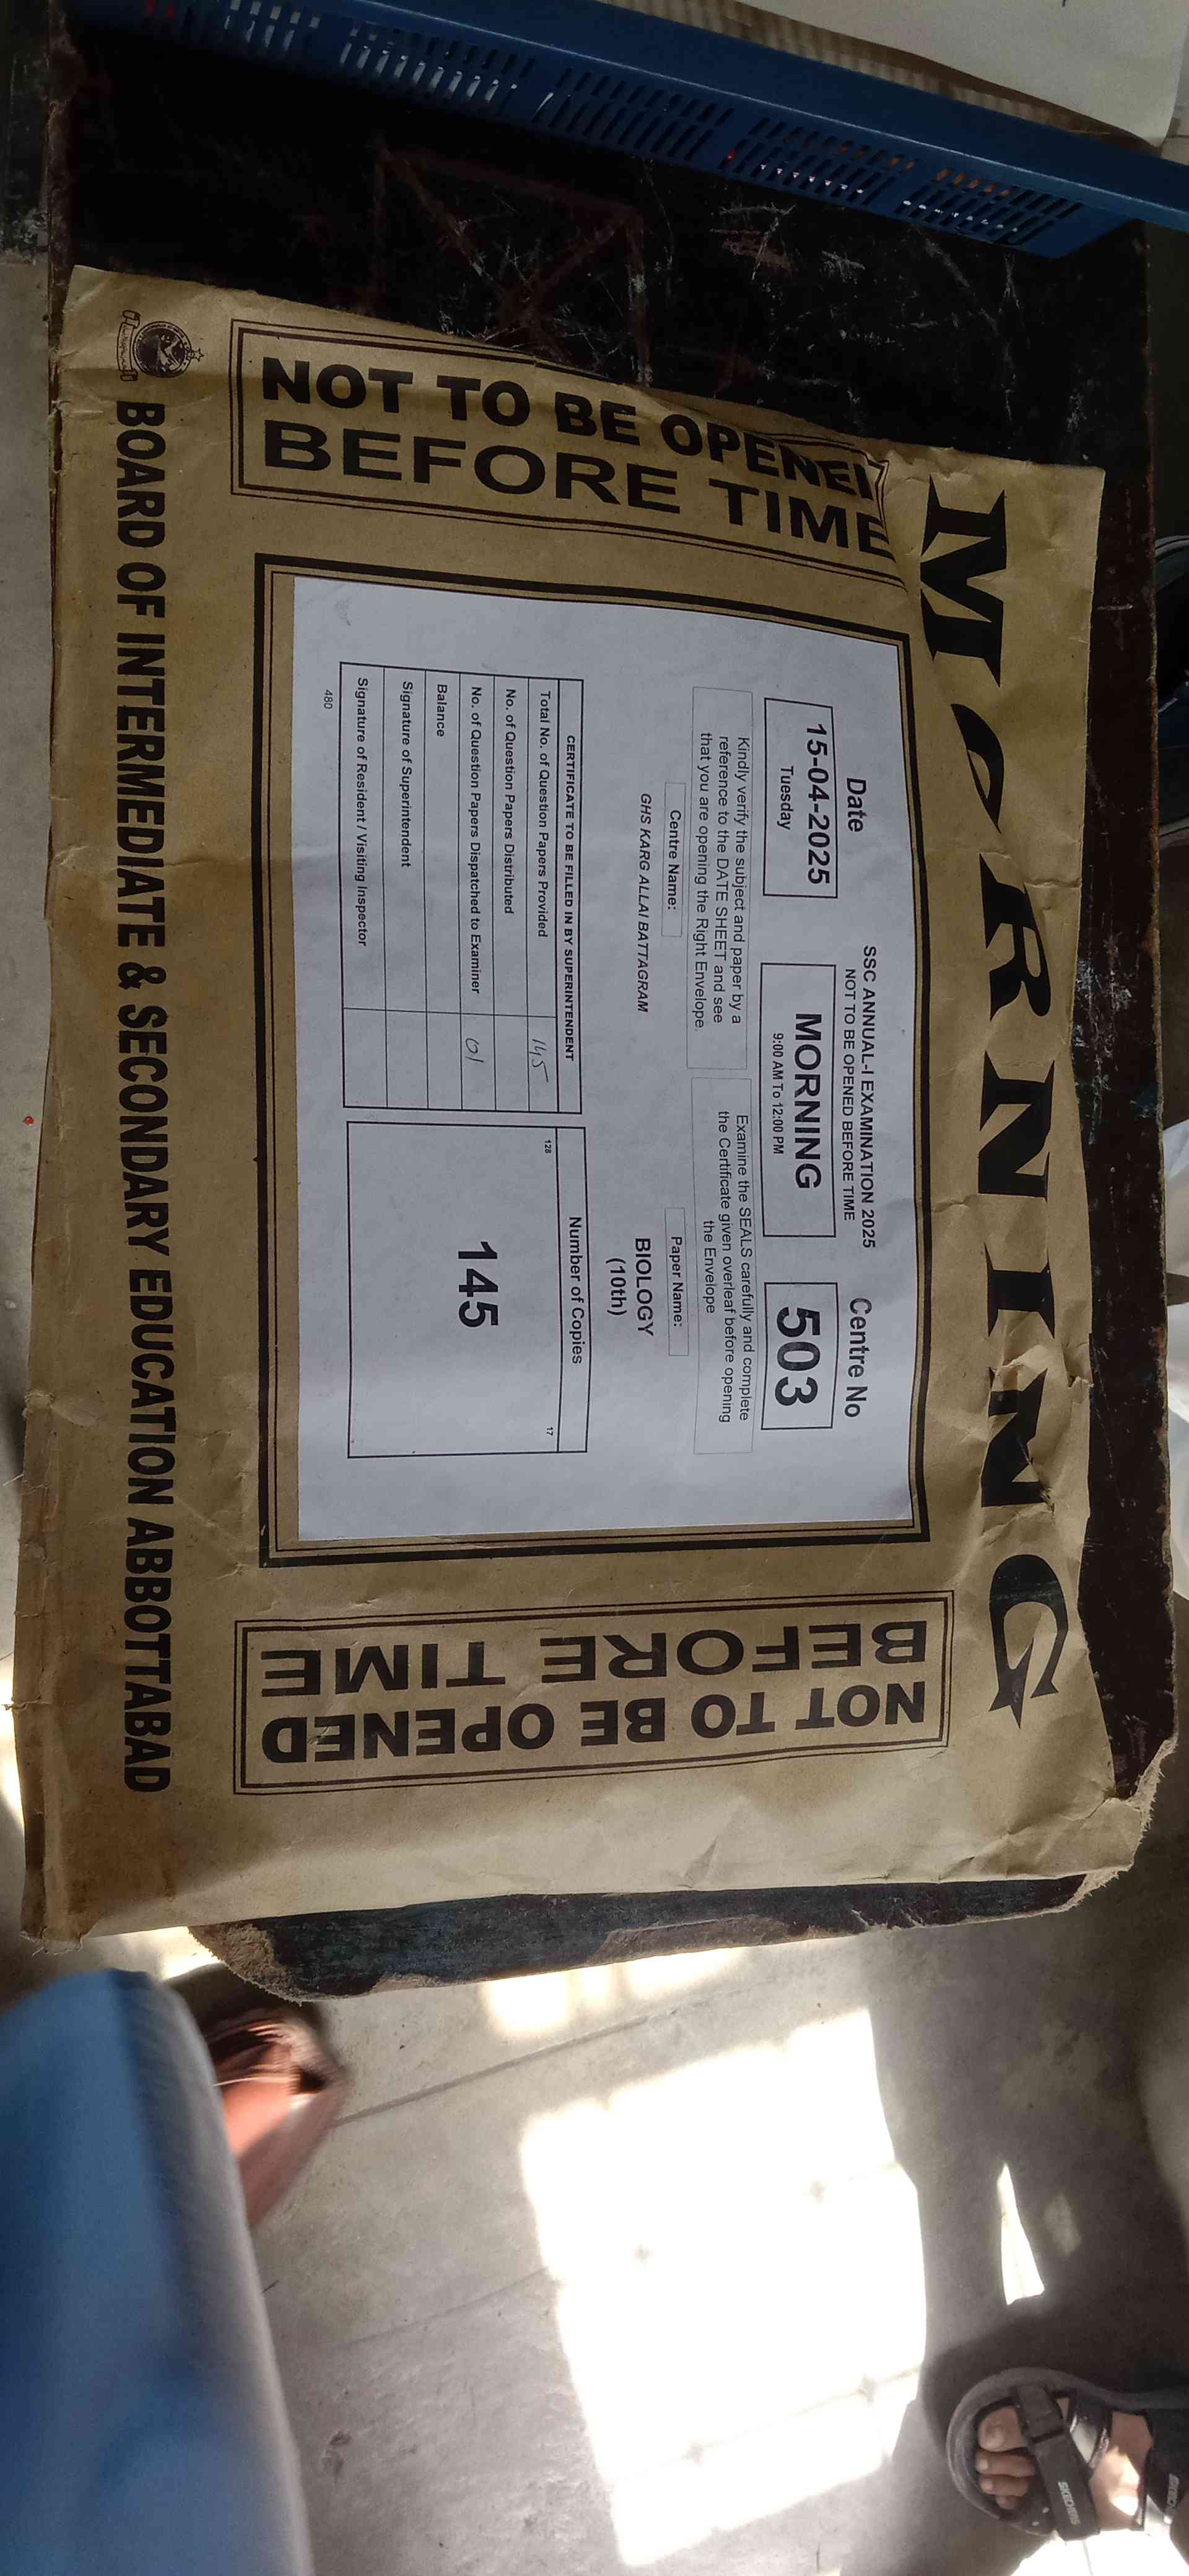 MORNING
NOT TO BE OPENED
BEFORE TIME
Date
15-04-2025
Tuesday
SSC ANNUAL-I EXAMINATION 2025
NOT TO BE OPENED BEFORE TIME
MORNING
9:00 AM To 12:00 PM
Centre No
503
Kindly verify the subject and paper by a
reference to the DATE SHEET and see
that you are opening the Right Envelope.
Examine the SEALS carefully and complete
the Certificate given overleaf before opening
the Envelope
Centre Name:
GHS KARG ALLAI BATTAGRAM
Paper Name:
BIOLOGY
(10th)
CERTIFICATE TO BE FILLED IN BY SUPERINTENDENT
Total No. of Question Papers Provided 145
No. of Question Papers Distributed
No. of Question Papers Dispatched to Examiner 01
Balance
Signature of Superintendent
Signature of Resident / Visiting Inspector
480
Number of Copies
128 17
145
NOT TO BE OPENED
BEFORE TIME
BOARD OF INTERMEDIATE & SECONDARY EDUCATION ABBOTTABAD
SKECHERS